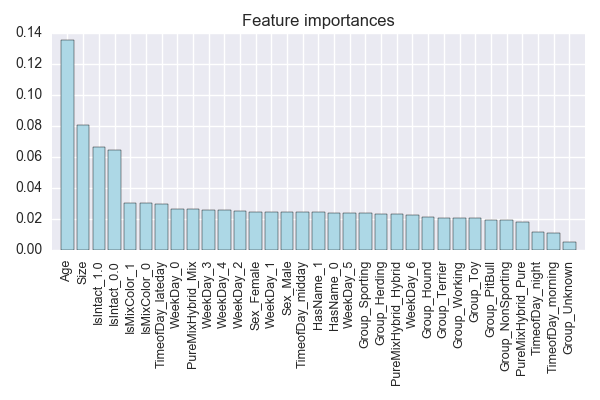 Feature importances
0.14
0.12
0.10
0.08
0.06
0.04
0.02
0.00
Age
Size
IsIntact_1.0
IsIntact_0.0
IsMixColor_1
IsMixColor_0
TimeofDay_lateday
WeekDay_0
PureMixHybrid_Mix
WeekDay_3
WeekDay_4
WeekDay_2
Sex_Female
WeekDay_1
Sex_Male
TimeofDay_midday
HasName_1
HasName_0
WeekDay_5
Group_Sporting
Group_Herding
PureMixHybrid_Hybrid
WeekDay_6
Group_Hound
Group_Terrier
Group_Working
Group_Toy
Group_PitBull
Group_NonSporting
PureMixHybrid_Pure
TimeofDay_night
TimeofDay_morning
Group_Unknown